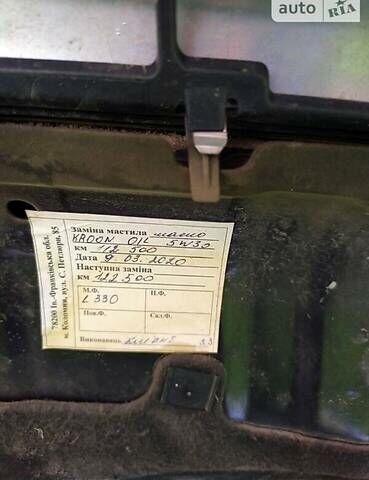 auto RIA
78200 Ів.-Франківська обл.
м. Коломия, вул. С. Петлюри, 85
Заміна мастила масло
KROON OIL 5W30
км 112 500
Дата 9.03.2020
Наступна заміна
км 122 500
М.Ф. П.Ф.
L 330
Пов.Ф. Сал.Ф.
Виконавець